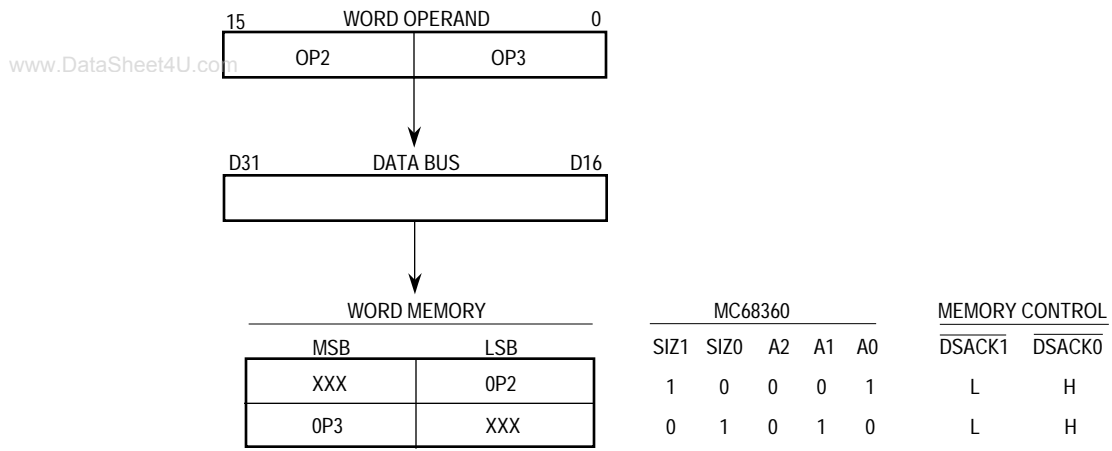 15 WORD OPERAND 0
www.DataSheet4U.com
OP2 OP3
D31 DATA BUS D16
WORD MEMORY MC68360 MEMORY CONTROL
MSB LSB SIZ1 SIZ0 A2 A1 A0 DSACK1 DSACK0
XXX 0P2 1 0 0 0 1 L H
0P3 XXX 0 1 0 1 0 L H